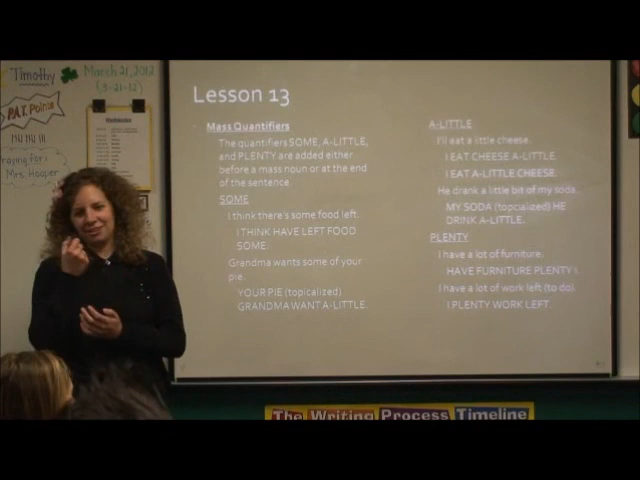 Timothy
March 21, 2012
(3-21-12)
P.A.T. Points
Praying for:
Mrs. Hooper
Wednesday
Lesson 13
Mass Quantifiers
The quantifiers SOME, A-LITTLE,
and PLENTY are added either
before a mass noun or at the end
of the sentence.
SOME
I think there's some food left.
I THINK HAVE LEFT FOOD
SOME.
Grandma wants some of your
pie.
YOUR PIE (topicalized)
GRANDMA WANT A-LITTLE.
A-LITTLE
I'll eat a little cheese.
I EAT CHEESE A-LITTLE.
I EAT A-LITTLE CHEESE.
He drank a little bit of my soda.
MY SODA (topcialized) HE
DRINK A-LITTLE.
PLENTY
I have a lot of furniture.
HAVE FURNITURE PLENTY I.
I have a lot of work left (to do)
I PLENTY WORK LEFT.
The Writing Process Timeline